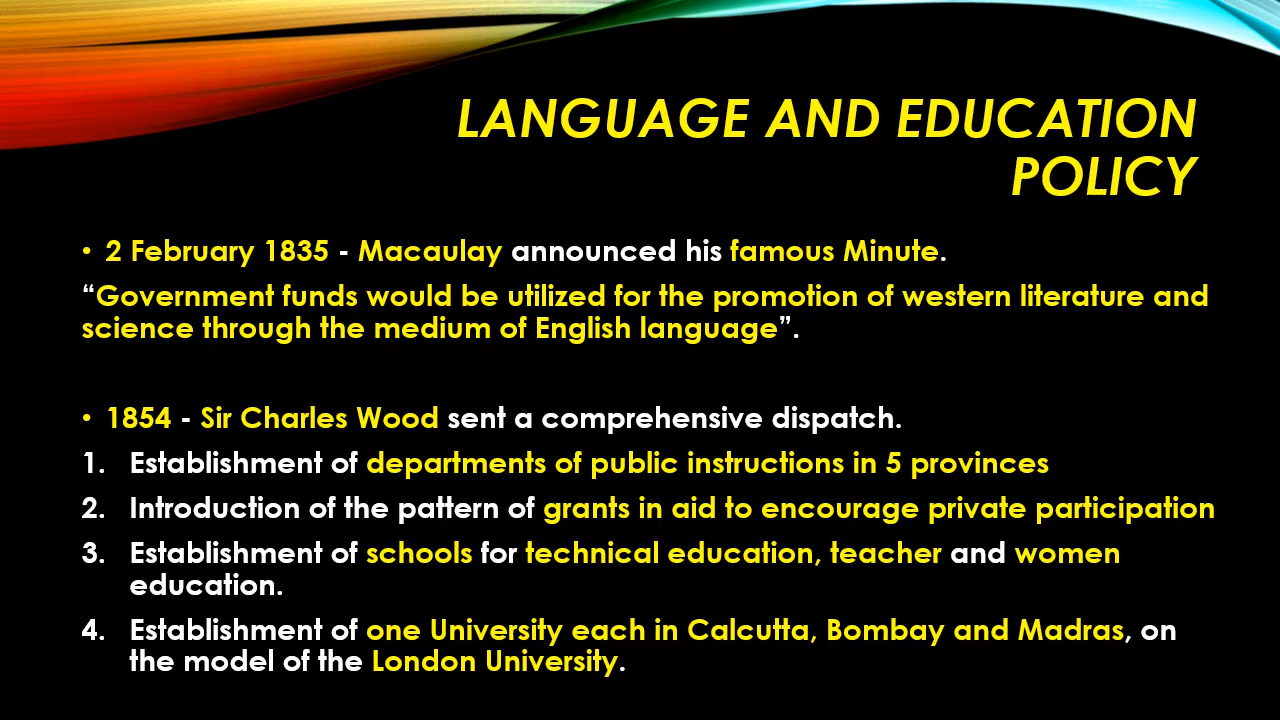 LANGUAGE AND EDUCATION
POLICY
• 2 February 1835 - Macaulay announced his famous Minute.
“Government funds would be utilized for the promotion of western literature and
science through the medium of English language”.
• 1854 - Sir Charles Wood sent a comprehensive dispatch.
1. Establishment of departments of public instructions in 5 provinces
2. Introduction of the pattern of grants in aid to encourage private participation
3. Establishment of schools for technical education, teacher and women
education.
4. Establishment of one University each in Calcutta, Bombay and Madras, on
the model of the London University.